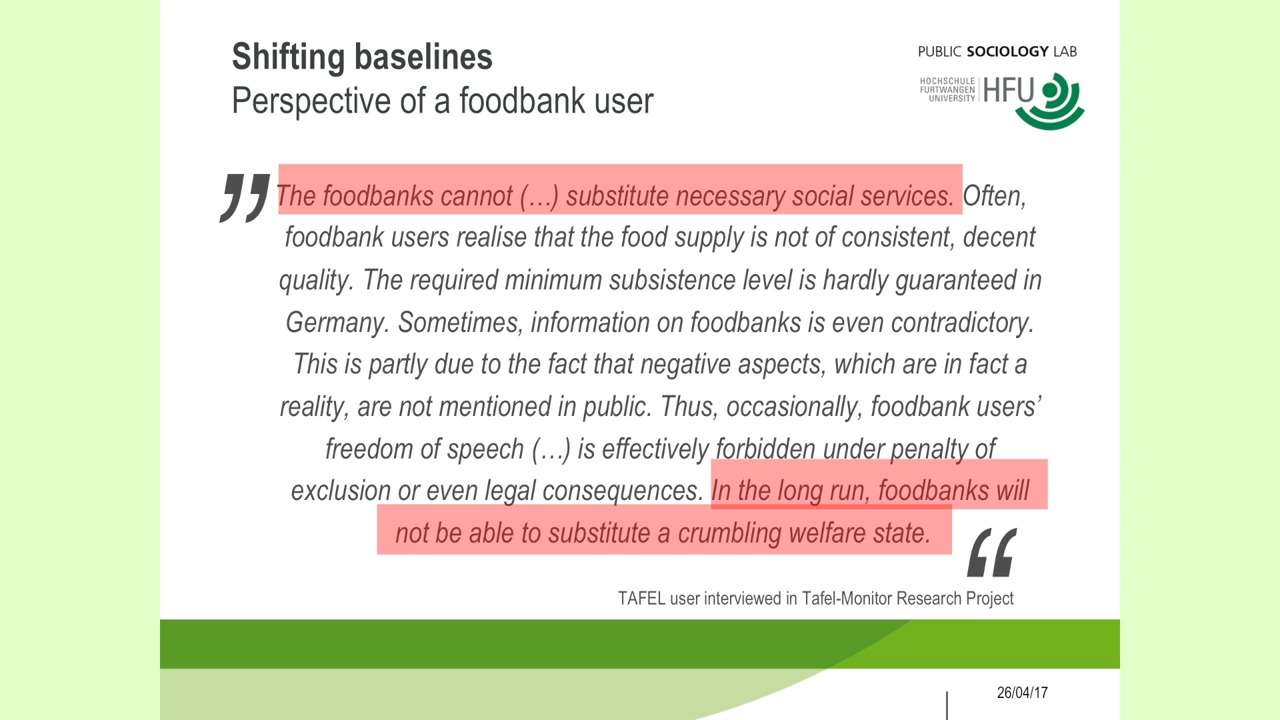 Shifting baselines
Perspective of a foodbank user
PUBLIC SOCIOLOGY LAB
HOCHSCHULE
FURTWANGEN
UNIVERSITY
HFU
” The foodbanks cannot (…) substitute necessary social services. Often,
foodbank users realise that the food supply is not of consistent, decent
quality. The required minimum subsistence level is hardly guaranteed in
Germany. Sometimes, information on foodbanks is even contradictory.
This is partly due to the fact that negative aspects, which are in fact a
reality, are not mentioned in public. Thus, occasionally, foodbank users’
freedom of speech (…) is effectively forbidden under penalty of
exclusion or even legal consequences. In the long run, foodbanks will
not be able to substitute a crumbling welfare state. “
TAFEL user interviewed in Tafel-Monitor Research Project
26/04/17